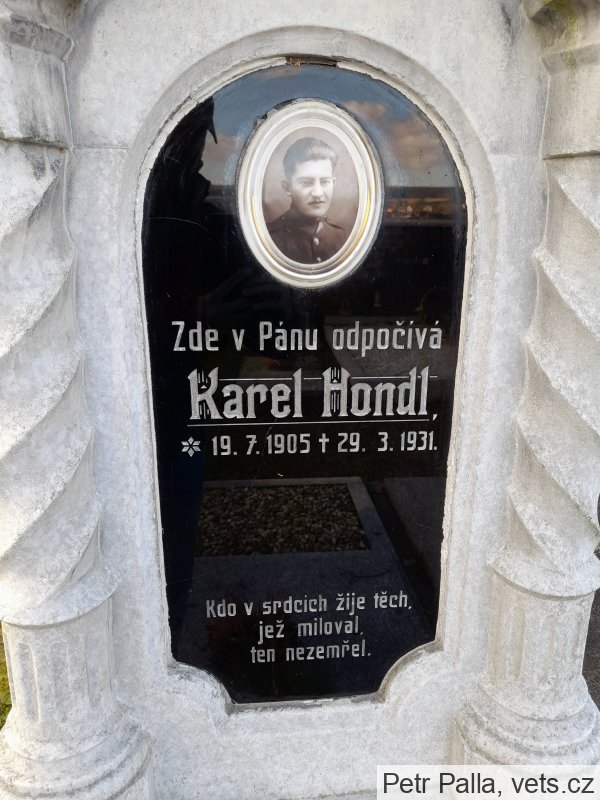 Zde v Pánu odpočívá
Karel Hondl,
* 19. 7. 1905 † 29. 3. 1931.
Kdo v srdcích žije těch,
jež miloval,
ten nezemřel.
Petr Palla, vets.cz